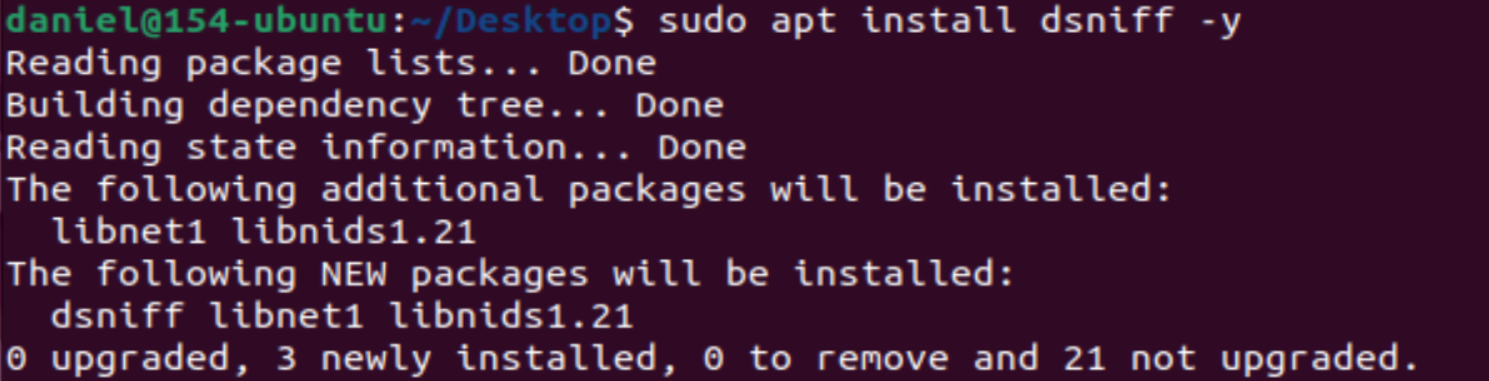 daniel@154-ubuntu:~/Desktop$ sudo apt install dsniff -y
Reading package lists... Done
Building dependency tree... Done
Reading state information... Done
The following additional packages will be installed:
  libnet1 libnids1.21
The following NEW packages will be installed:
  dsniff libnet1 libnids1.21
0 upgraded, 3 newly installed, 0 to remove and 21 not upgraded.